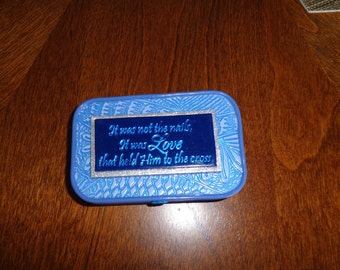 It was not the nails,
It was Love
that held Him to the cross.